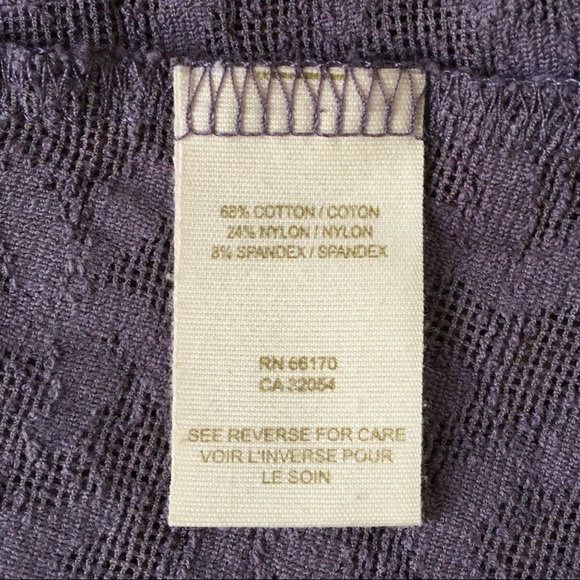 68% COTTON / COTON
24% NYLON / NYLON
8% SPANDEX / SPANDEX
RN 66170
CA 32054
SEE REVERSE FOR CARE
VOIR L'INVERSE POUR
LE SOIN